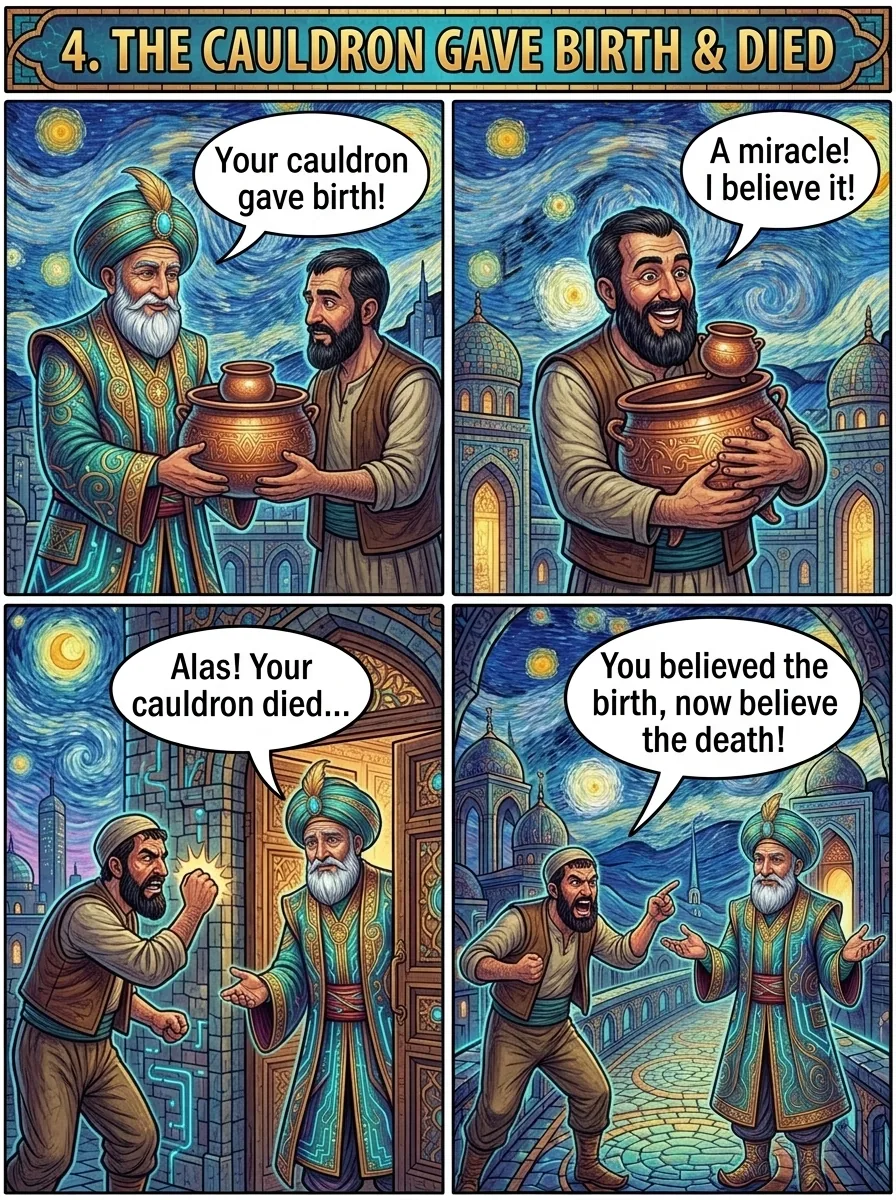 4. THE CAULDRON GAVE BIRTH & DIED
Your cauldron
gave birth!
A miracle!
I believe it!
Alas! Your
cauldron died...
You believed the
birth, now believe
the death!